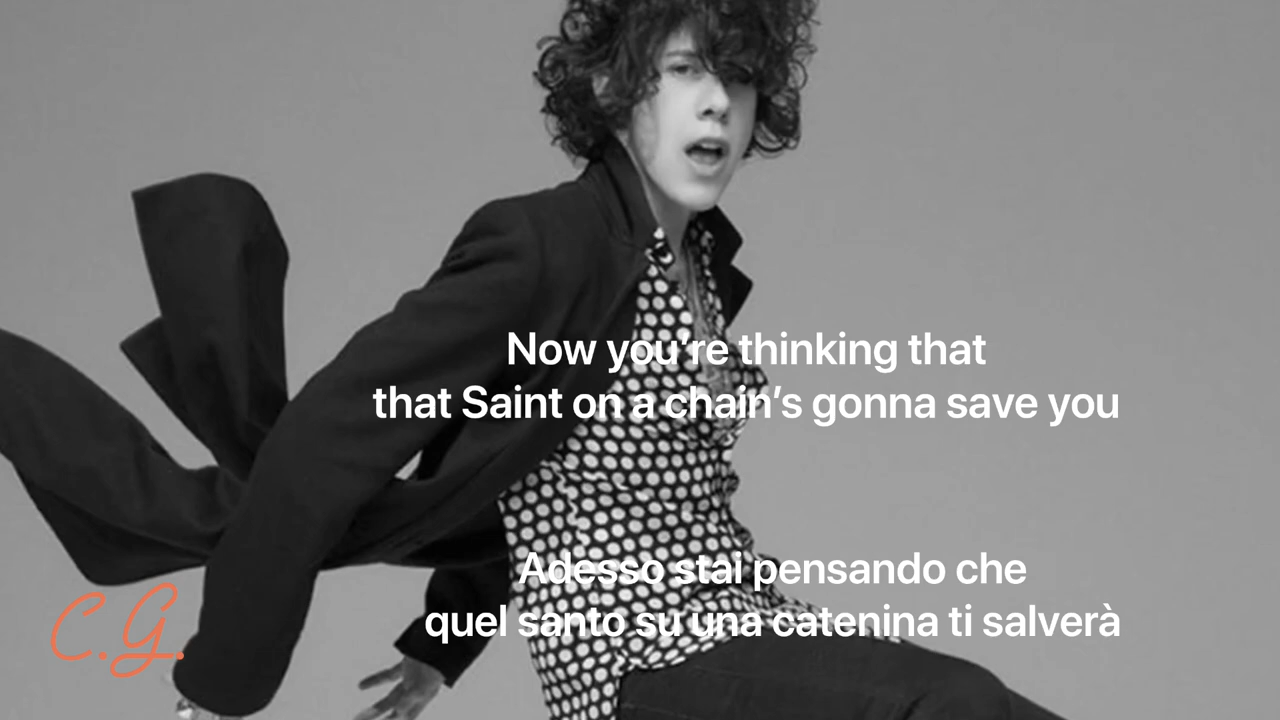 Now you're thinking that
that Saint on a chain's gonna save you
Adesso stai pensando che
quel santo su una catenina ti salverà
C.G.